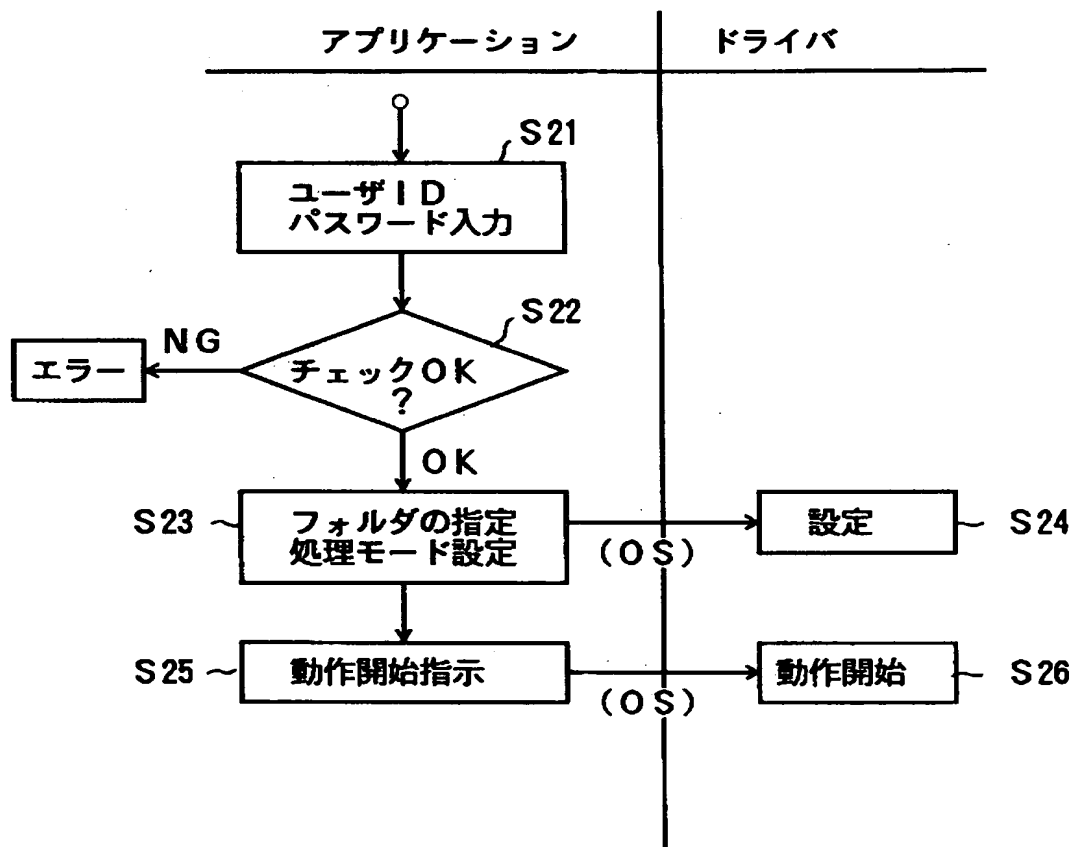 アプリケーション
ドライバ
S21
ユーザID
パスワード入力
S22
チェックOK
?
NG
エラー
OK
S23
フォルダの指定
処理モード設定
(OS)
設定
S24
S25
動作開始指示
(OS)
動作開始
S26